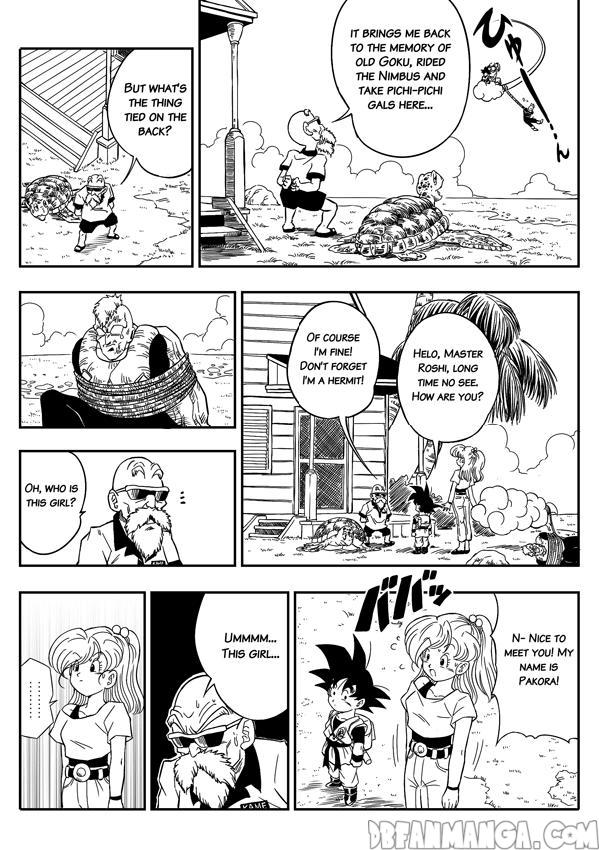 IT BRINGS ME
BACK TO THE
MEMORY OF
OLD GOKU, RIDED
THE NIMBUS AND
TAKE PICHI-PICHI
GALS HERE...
BUT WHAT'S
THE THING
TIED ON THE
BACK?
HELO, MASTER
ROSHI, LONG
TIME NO SEE.
HOW ARE YOU?
OF COURSE
I'M FINE!
DON'T FORGET
I'M A HERMIT!
OH, WHO IS
THIS GIRL?
KAME
ババッ
N- NICE TO
MEET YOU! MY
NAME IS
PAKORA!
UMMMM...
THIS GIRL...
KAME
DBFANMANGA.COM